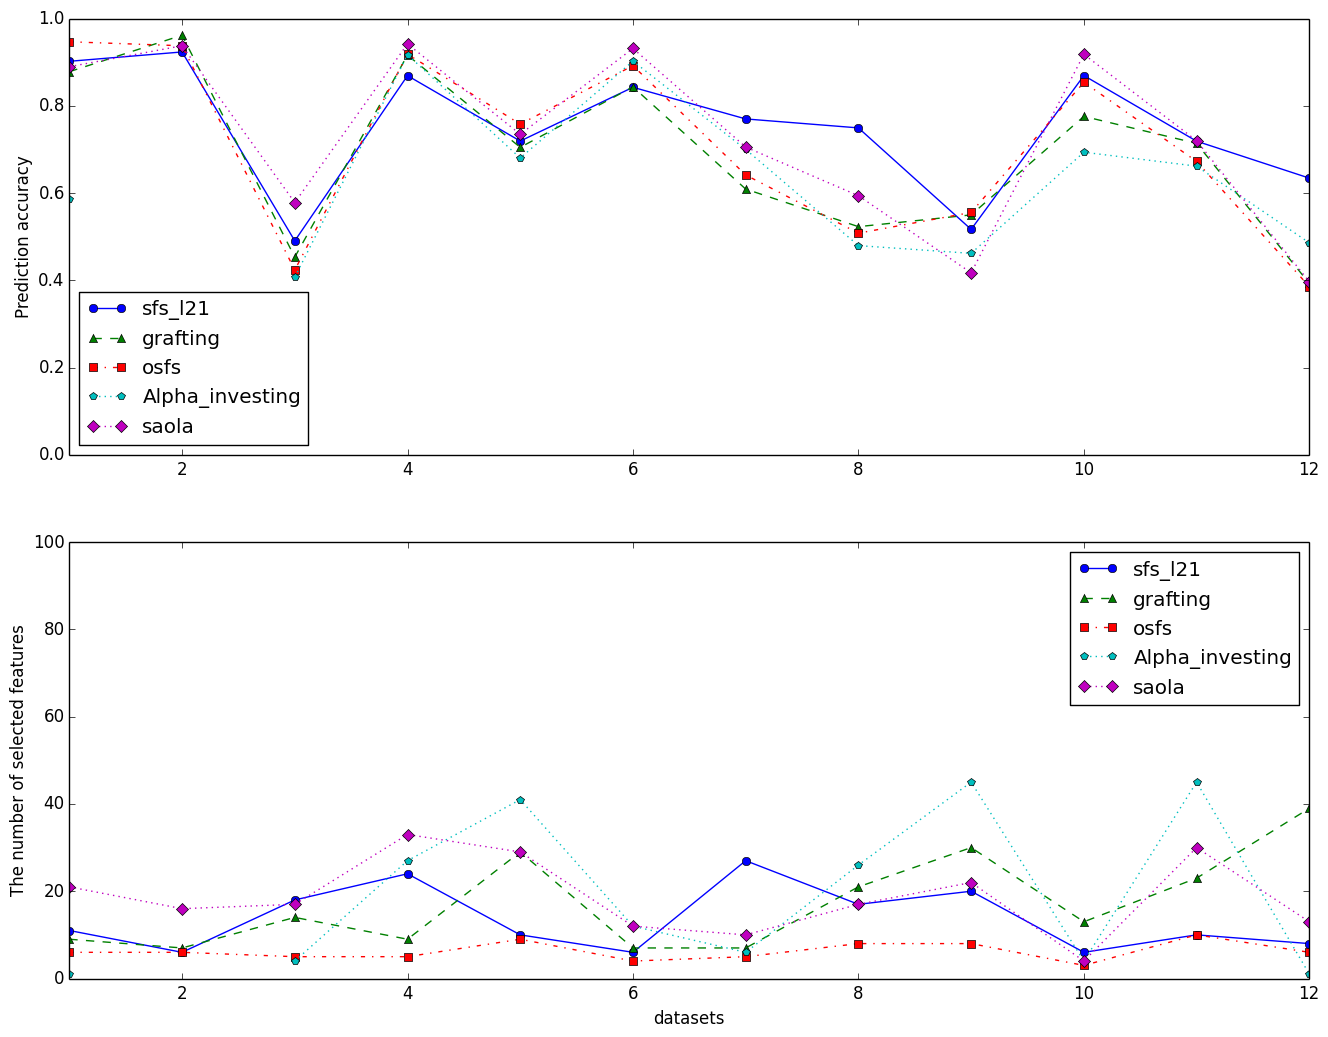 1.0
0.8
0.6
0.4
0.2
0.0
Prediction accuracy
sfs_l21
grafting
osfs
Alpha_investing
saola
2 4 6 8 10 12
100
80
60
40
20
0
The number of selected features
sfs_l21
grafting
osfs
Alpha_investing
saola
2 4 6 8 10 12
datasets